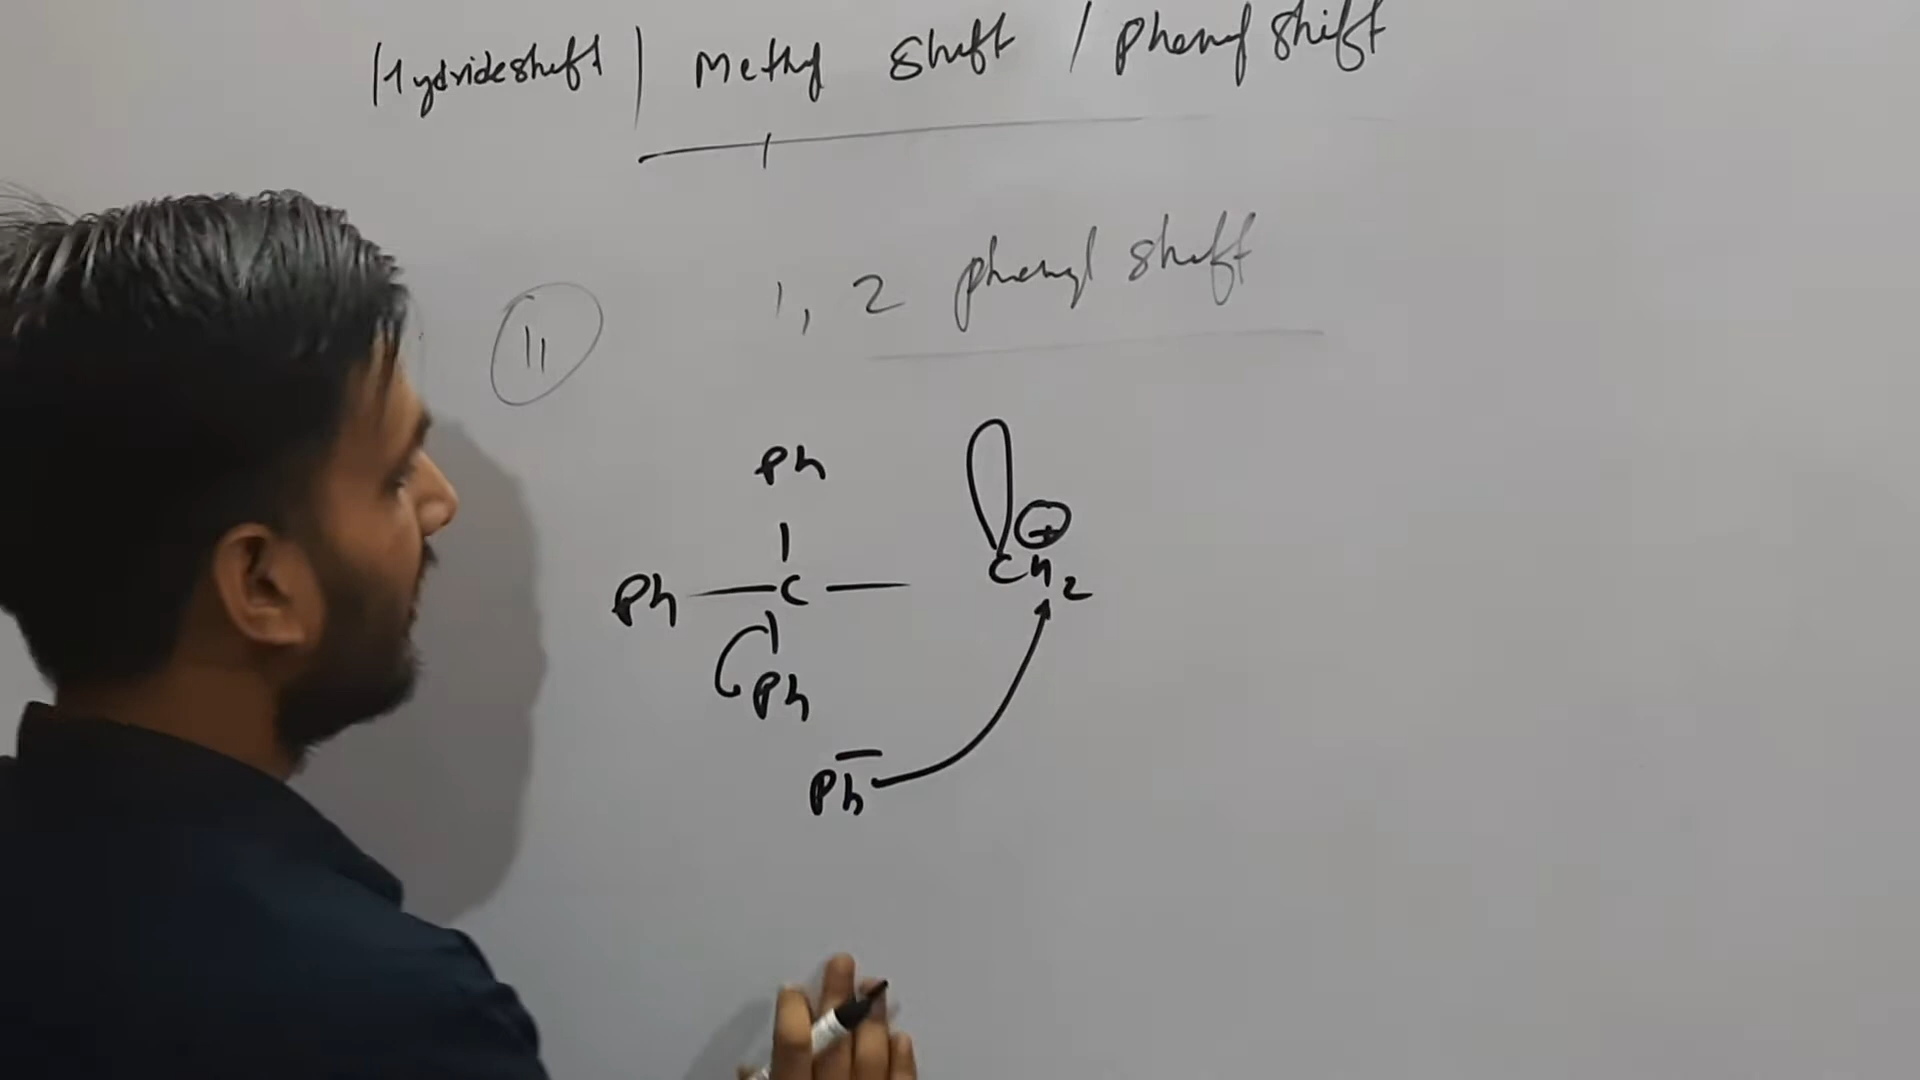 Hydride shift | Methyl shift / Phenyl shift
11
1, 2 phenyl shift
Ph
⊕
Ph — C — CH2
Ph
Ph̄